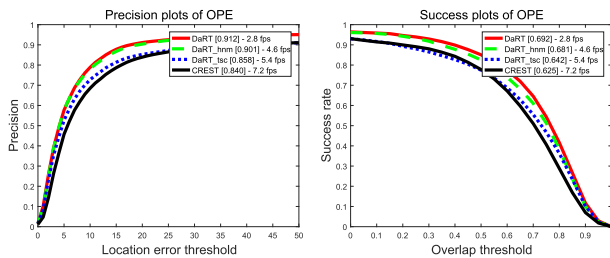 Precision plots of OPE
1
0.9
0.8
0.7
0.6
0.5
0.4
0.3
0.2
0.1
0
Precision
DaRT [0.912] - 2.8 fps
DaRT_hnm [0.901] - 4.6 fps
DaRT_tsc [0.858] - 5.4 fps
CREST [0.840] - 7.2 fps
0 5 10 15 20 25 30 35 40 45 50
Location error threshold
Success plots of OPE
1
0.9
0.8
0.7
0.6
0.5
0.4
0.3
0.2
0.1
0
Success rate
DaRT [0.692] - 2.8 fps
DaRT_hnm [0.681] - 4.6 fps
DaRT_tsc [0.642] - 5.4 fps
CREST [0.625] - 7.2 fps
0 0.1 0.2 0.3 0.4 0.5 0.6 0.7 0.8 0.9
Overlap threshold